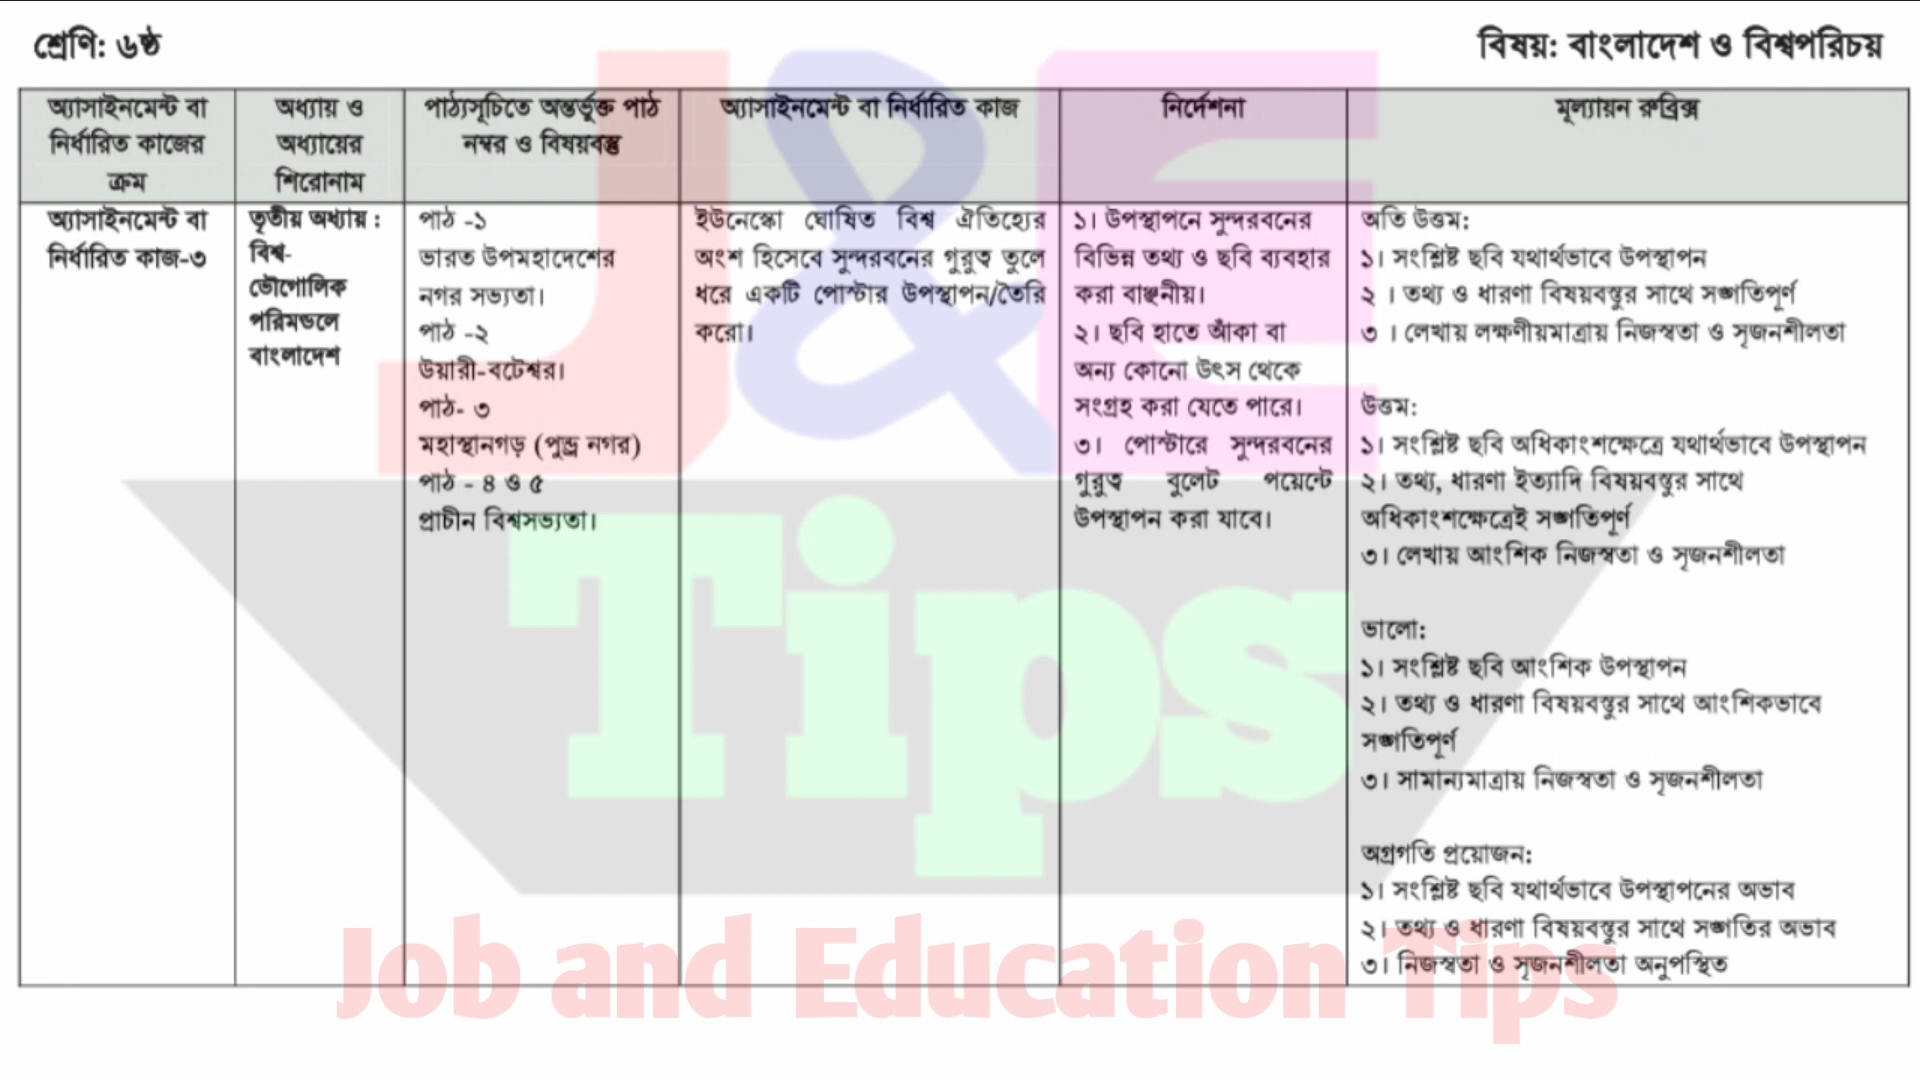 শ্রেণি: ৬ষ্ঠ
বিষয়: বাংলাদেশ ও বিশ্বপরিচয়
অ্যাসাইনমেন্ট বা
নির্ধারিত কাজের
ক্রম
অধ্যায় ও
অধ্যায়ের
শিরোনাম
পাঠ্যসূচিতে অন্তর্ভুক্ত পাঠ
নম্বর ও বিষয়বস্তু
অ্যাসাইনমেন্ট বা নির্ধারিত কাজ
নির্দেশনা
মূল্যায়ন রুব্রিক্স
অ্যাসাইনমেন্ট বা
নির্ধারিত কাজ-৩
তৃতীয় অধ্যায় :
বিশ্ব-
ভৌগোলিক
পরিমন্ডলে
বাংলাদেশ
পাঠ -১
ভারত উপমহাদেশের
নগর সভ্যতা।
পাঠ -২
উয়ারী-বটেশ্বর।
পাঠ- ৩
মহাস্থানগড় (পুন্ড্র নগর)
পাঠ - ৪ ও ৫
প্রাচীন বিশ্বসভ্যতা।
ইউনেস্কো ঘোষিত বিশ্ব ঐতিহ্যের
অংশ হিসেবে সুন্দরবনের গুরুত্ব তুলে
ধরে একটি পোস্টার উপস্থাপন/তৈরি
করো।
১। উপস্থাপনে সুন্দরবনের
বিভিন্ন তথ্য ও ছবি ব্যবহার
করা বাঞ্ছনীয়।
২। ছবি হাতে আঁকা বা
অন্য কোনো উৎস থেকে
সংগ্রহ করা যেতে পারে।
৩। পোস্টারে সুন্দরবনের
গুরুত্ব বুলেট পয়েন্টে
উপস্থাপন করা যাবে।
অতি উত্তম:
১। সংশ্লিষ্ট ছবি যথার্থভাবে উপস্থাপন
২ । তথ্য ও ধারণা বিষয়বস্তুর সাথে সঙ্গতিপূর্ণ
৩ । লেখায় লক্ষণীয়মাত্রায় নিজস্বতা ও সৃজনশীলতা
উত্তম:
১। সংশ্লিষ্ট ছবি অধিকাংশক্ষেত্রে যথার্থভাবে উপস্থাপন
২। তথ্য, ধারণা ইত্যাদি বিষয়বস্তুর সাথে
অধিকাংশক্ষেত্রেই সঙ্গতিপূর্ণ
৩। লেখায় আংশিক নিজস্বতা ও সৃজনশীলতা
ভালো:
১। সংশ্লিষ্ট ছবি আংশিক উপস্থাপন
২। তথ্য ও ধারণা বিষয়বস্তুর সাথে আংশিকভাবে
সঙ্গতিপূর্ণ
৩। সামান্যমাত্রায় নিজস্বতা ও সৃজনশীলতা
অগ্রগতি প্রয়োজন:
১। সংশ্লিষ্ট ছবি যথার্থভাবে উপস্থাপনের অভাব
২। তথ্য ও ধারণা বিষয়বস্তুর সাথে সঙ্গতির অভাব
৩। নিজস্বতা ও সৃজনশীলতা অনুপস্থিত
J&E
Tips
Job and Education Tips